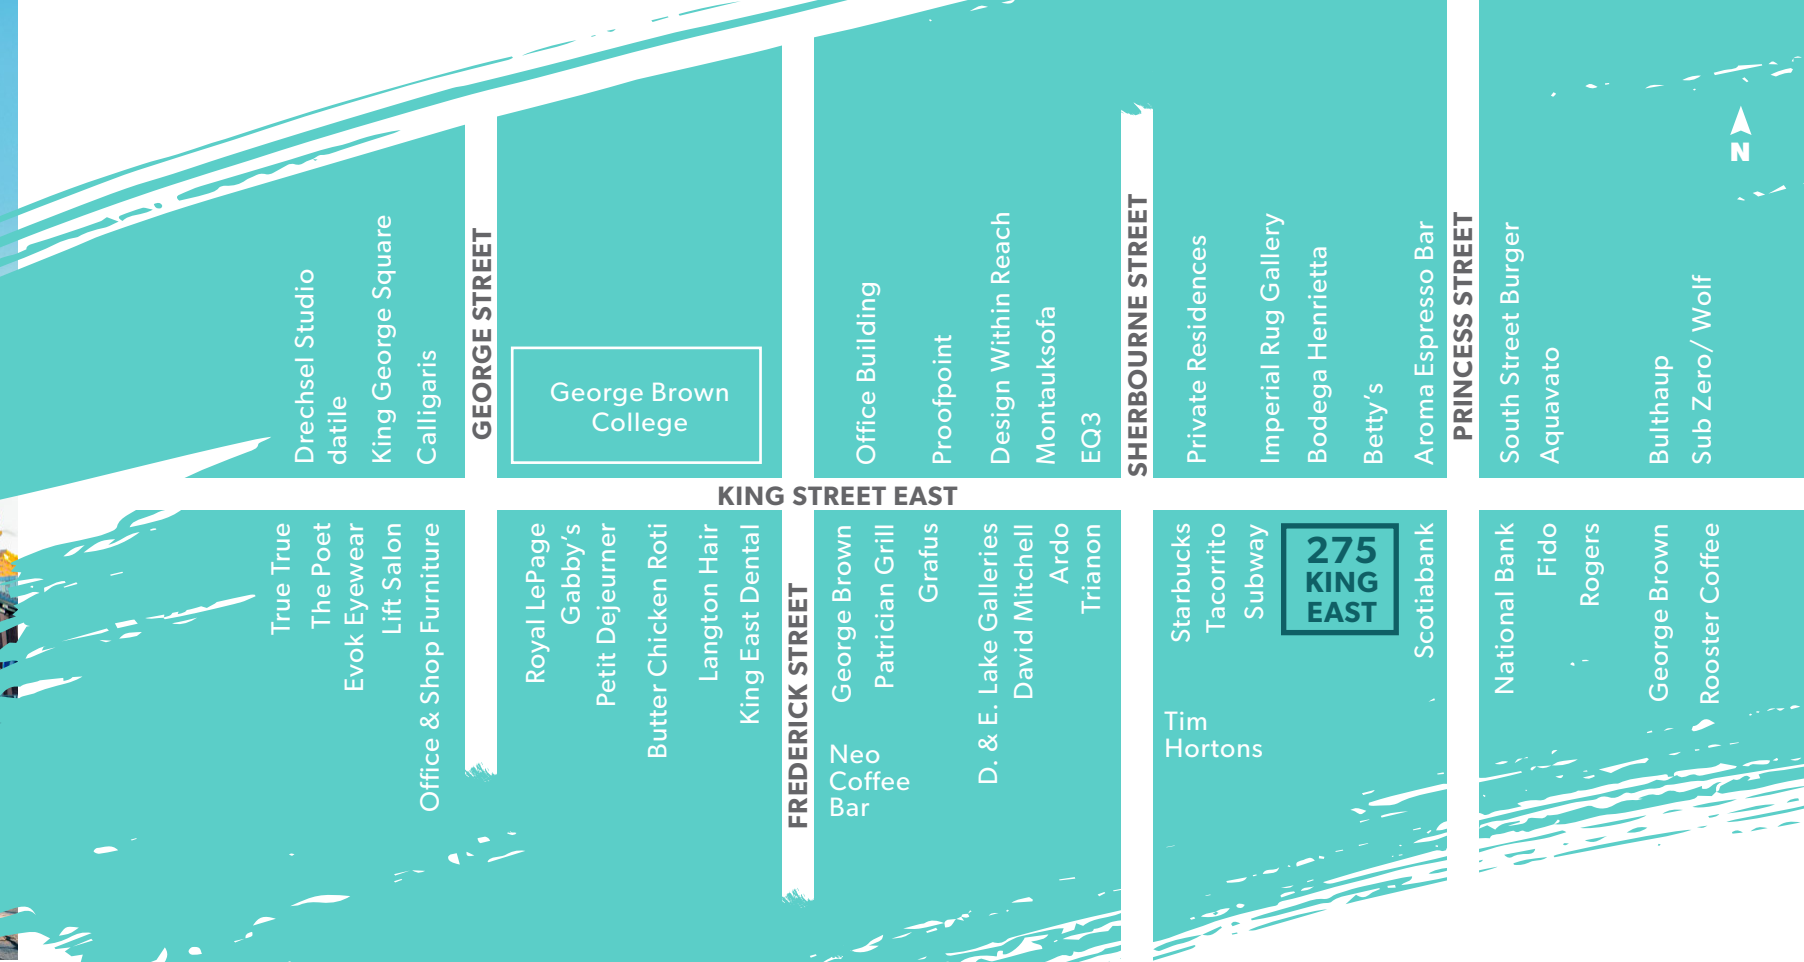 N
Drechsel Studio
datile
King George Square
Calligaris
GEORGE STREET
George Brown
College
Office Building
Proofpoint
Design Within Reach
Montauksofa
EQ3
SHERBOURNE STREET
Private Residences
Imperial Rug Gallery
Bodega Henrietta
Betty’s
Aroma Espresso Bar
PRINCESS STREET
South Street Burger
Aquavato
Bulthaup
Sub Zero/ Wolf
KING STREET EAST
True True
The Poet
Evok Eyewear
Lift Salon
Office & Shop Furniture
Royal LePage
Gabby’s
Petit Dejeurner
Butter Chicken Roti
Langton Hair
King East Dental
FREDERICK STREET
George Brown
Patrician Grill
Grafus
D. & E. Lake Galleries
David Mitchell
Ardo
Trianon
Neo
Coffee
Bar
Starbucks
Tacorrito
Subway
275
KING
EAST
Scotiabank
Tim
Hortons
National Bank
Fido
Rogers
George Brown
Rooster Coffee